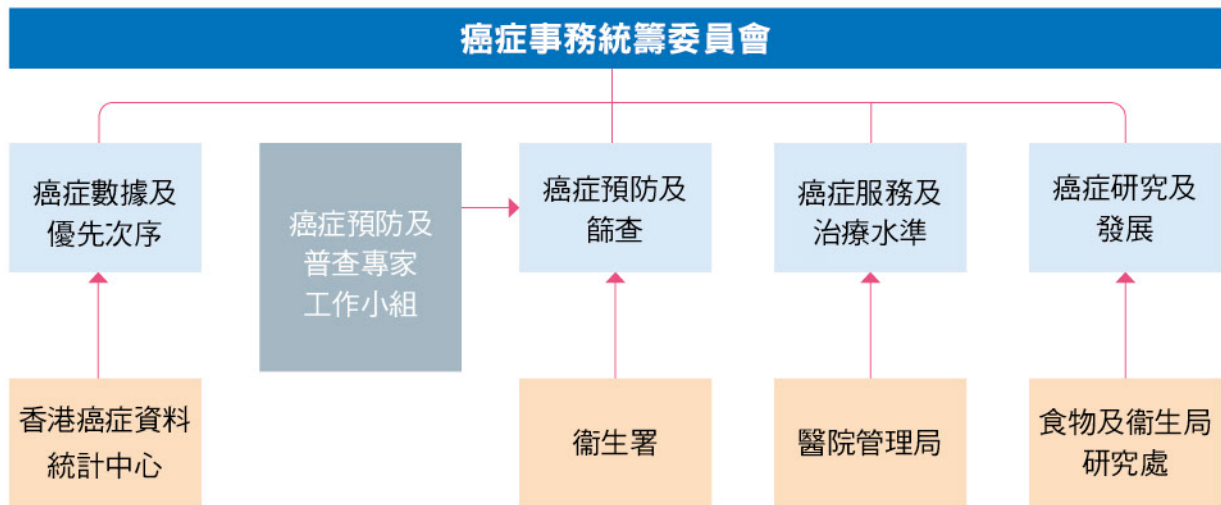 癌症事務統籌委員會
癌症數據及
優先次序
癌症預防及
普查專家
工作小組
癌症預防及
篩查
癌症服務及
治療水準
癌症研究及
發展
香港癌症資料
統計中心
衞生署
醫院管理局
食物及衞生局
研究處